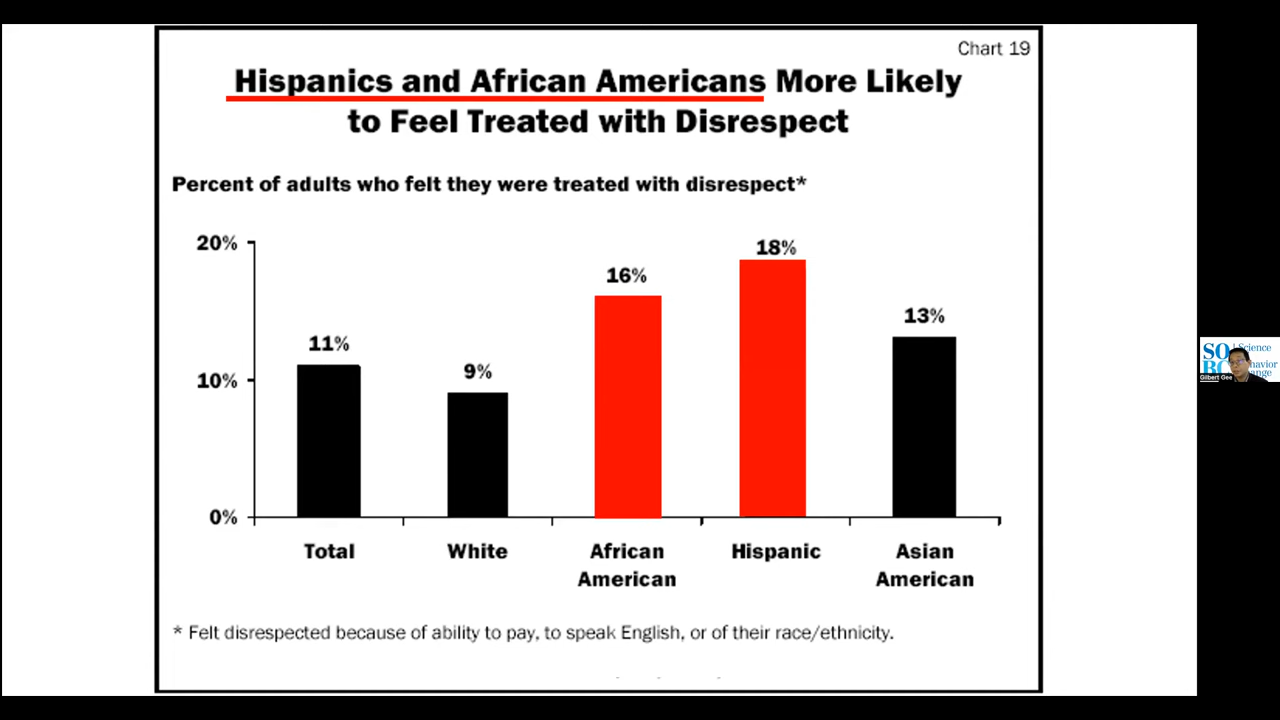 Chart 19
Hispanics and African Americans More Likely
to Feel Treated with Disrespect
Percent of adults who felt they were treated with disrespect*
20%
10%
0%
11%
9%
16%
18%
13%
Total
White
African
American
Hispanic
Asian
American
* Felt disrespected because of ability to pay, to speak English, or of their race/ethnicity.
Science
Gilbert Gee